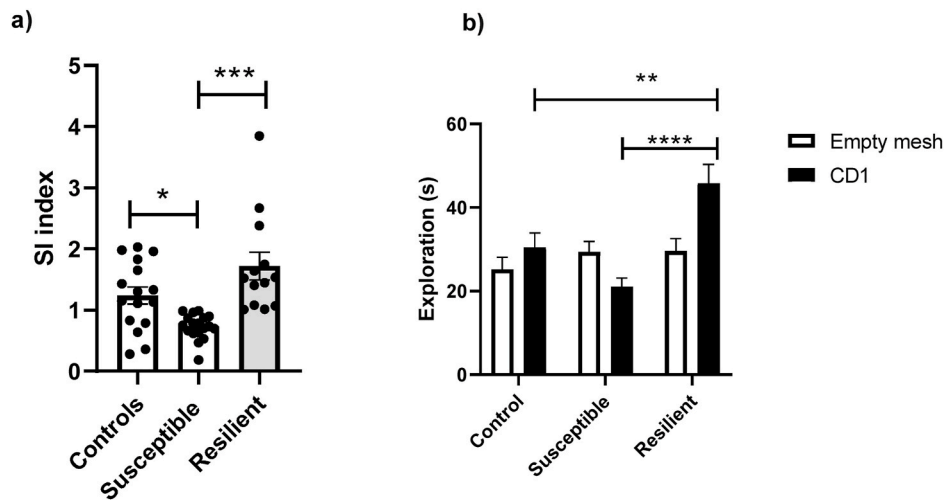 a)
SI index
5
4
3
2
1
0
***
*
Controls
Susceptible
Resilient
b)
Exploration (s)
60
40
20
0
**
****
Control
Susceptible
Resilient
Empty mesh
CD1